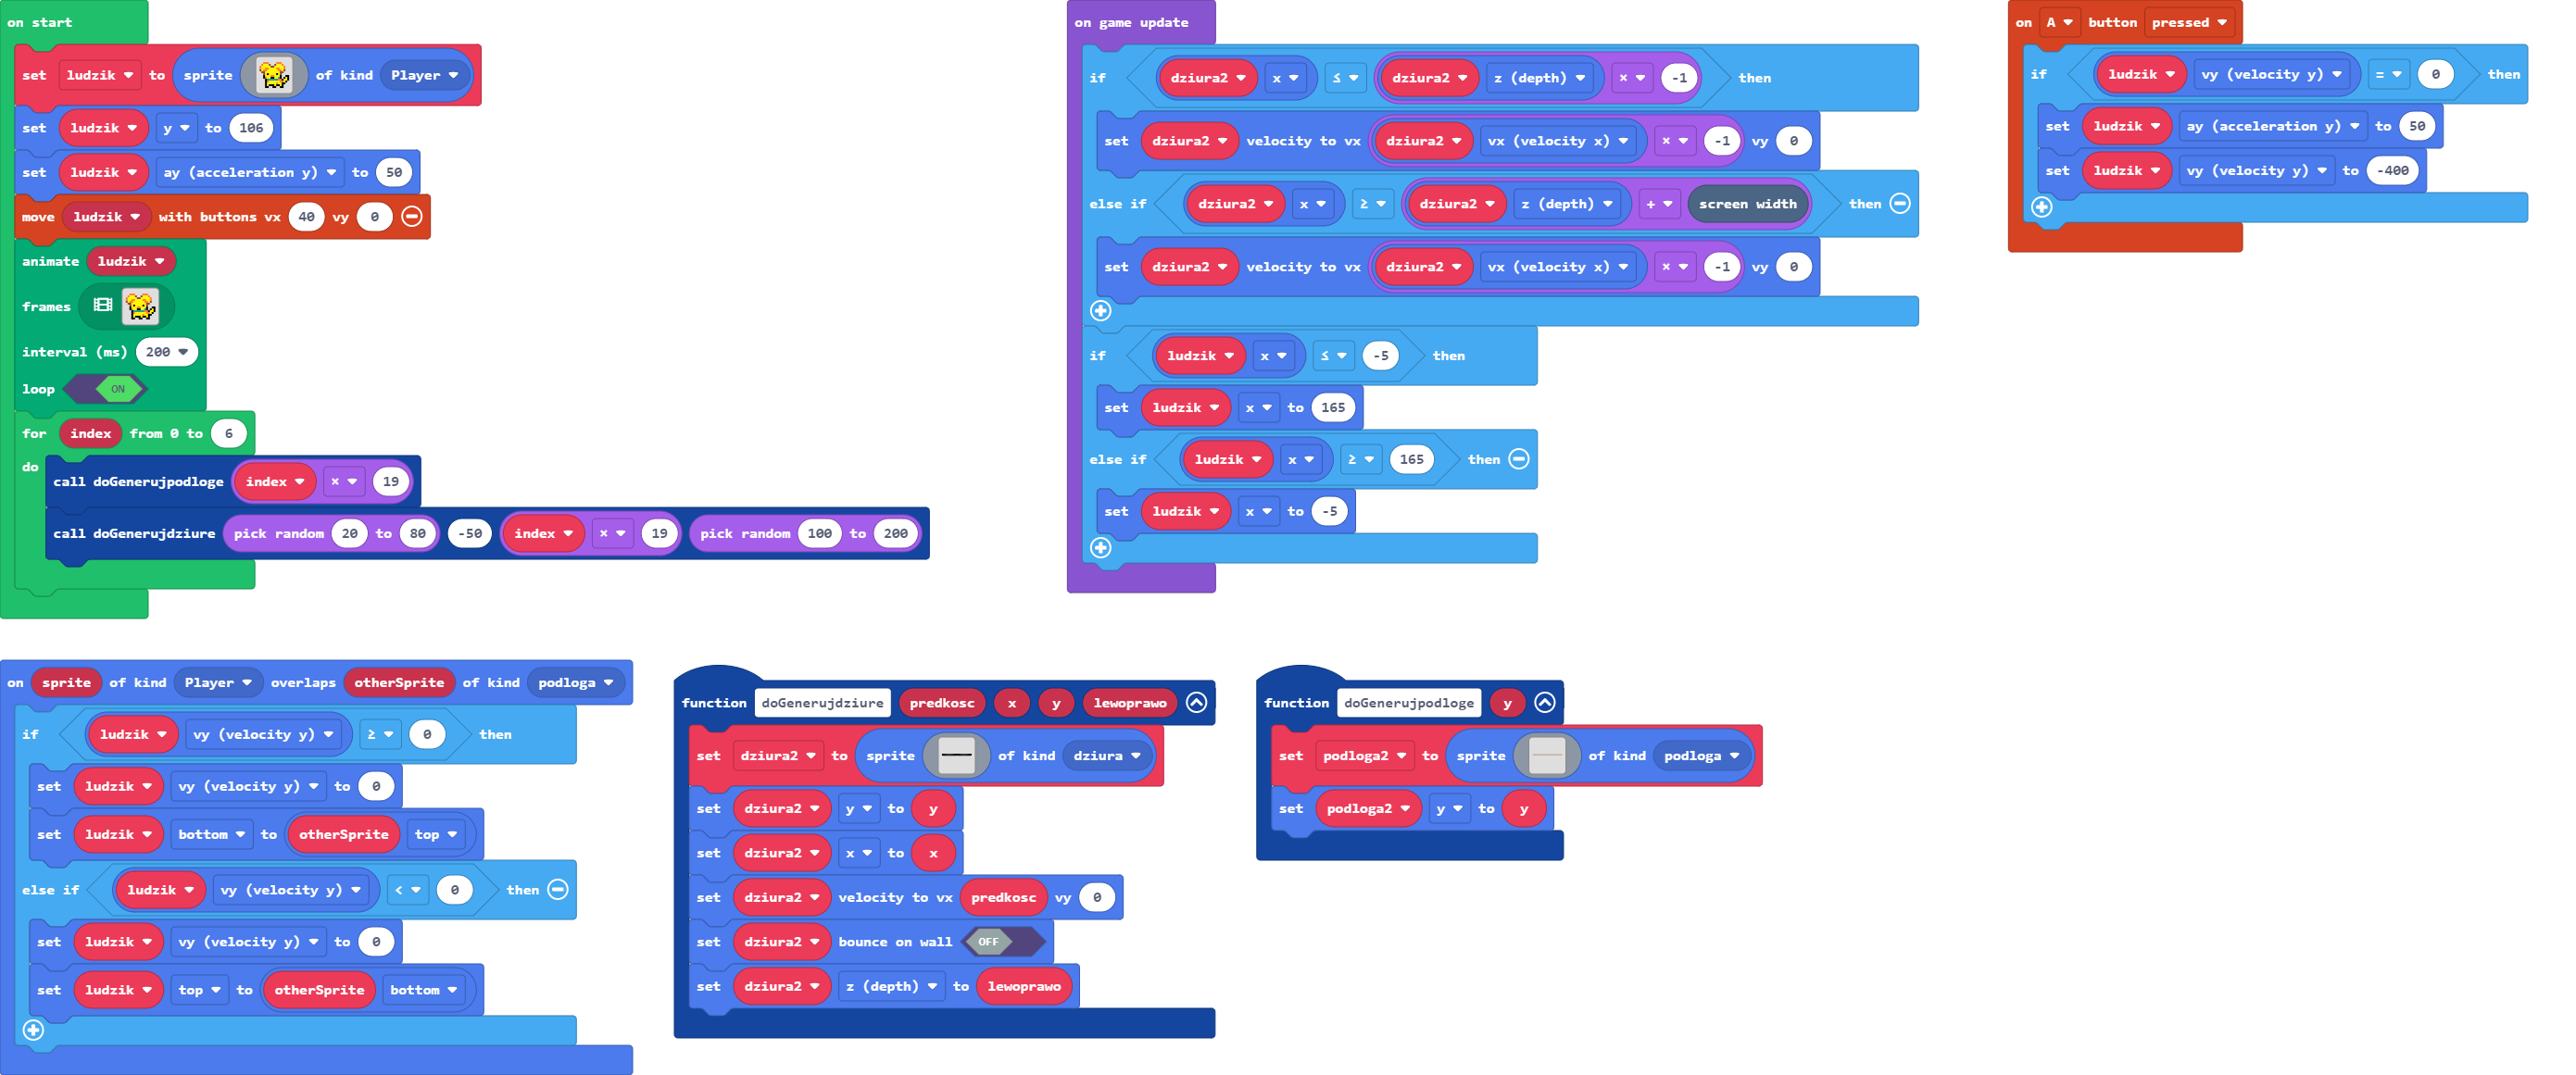 on start
set ludzik to sprite of kind Player
set ludzik y to 106
set ludzik ay (acceleration y) to 50
move ludzik with buttons vx 40 vy 0
animate ludzik
frames
interval (ms) 200
loop ON
for index from 0 to 6
do
call doGenerujpodloge index × 19
call doGenerujdziure pick random 20 to 80 -50 index × 19 pick random 100 to 200
on game update
if dziura2 x ≤ dziura2 z (depth) × -1 then
set dziura2 velocity to vx dziura2 vx (velocity x) × -1 vy 0
else if dziura2 x ≥ dziura2 z (depth) + screen width then
set dziura2 velocity to vx dziura2 vx (velocity x) × -1 vy 0
if ludzik x ≤ -5 then
set ludzik x to 165
else if ludzik x ≥ 165 then
set ludzik x to -5
on A button pressed
if ludzik vy (velocity y) = 0 then
set ludzik ay (acceleration y) to 50
set ludzik vy (velocity y) to -400
on sprite of kind Player overlaps otherSprite of kind podloga
if ludzik vy (velocity y) ≥ 0 then
set ludzik vy (velocity y) to 0
set ludzik bottom to otherSprite top
else if ludzik vy (velocity y) < 0 then
set ludzik vy (velocity y) to 0
set ludzik top to otherSprite bottom
function doGenerujdziure predkosc x y lewoprawo
set dziura2 to sprite of kind dziura
set dziura2 y to y
set dziura2 x to x
set dziura2 velocity to vx predkosc vy 0
set dziura2 bounce on wall OFF
set dziura2 z (depth) to lewoprawo
function doGenerujpodloge y
set podloga2 to sprite of kind podloga
set podloga2 y to y